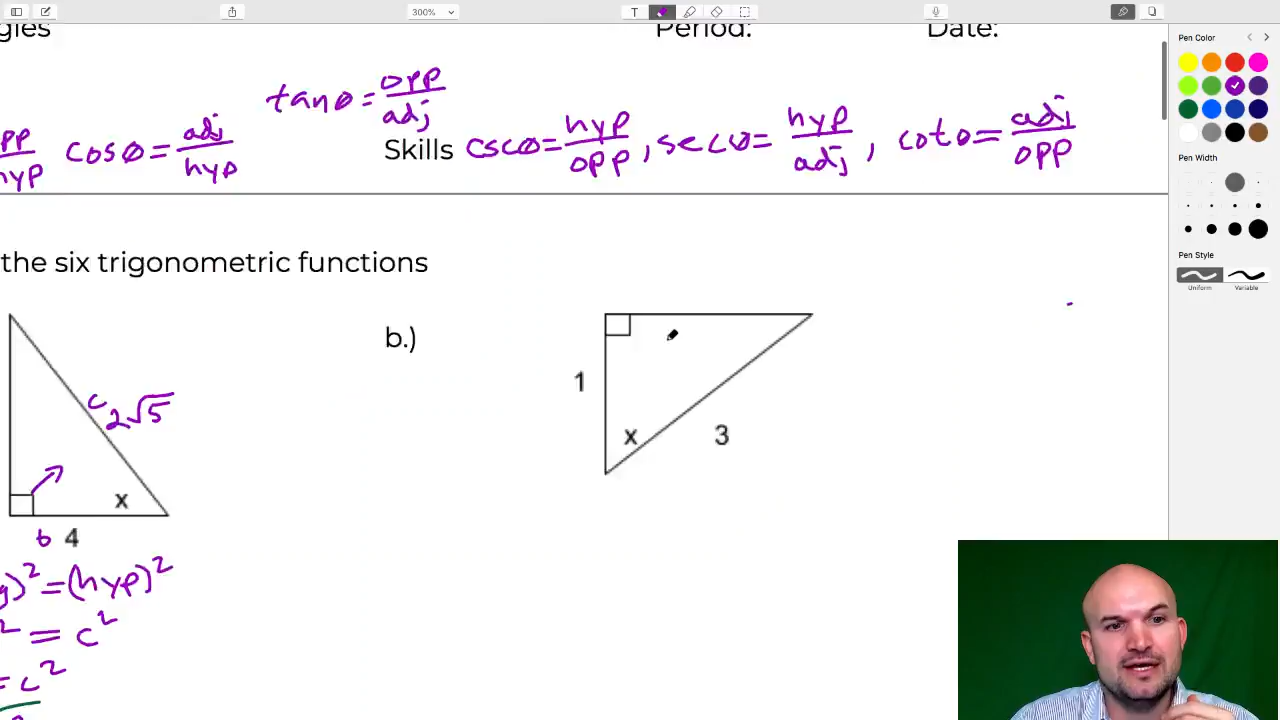 300%
gles
Period:
Date:
Pen Color
tanθ = opp/adj
pp/hyp cosθ = adj/hyp
Skills cscθ = hyp/opp, secθ = hyp/adj, cotθ = adj/opp
Pen Width
Pen Style
Uniform Variable
the six trigonometric functions
b.)
c 2√5
1
x 3
x
b 4
g)² = (hyp)²
² = c²
= c²